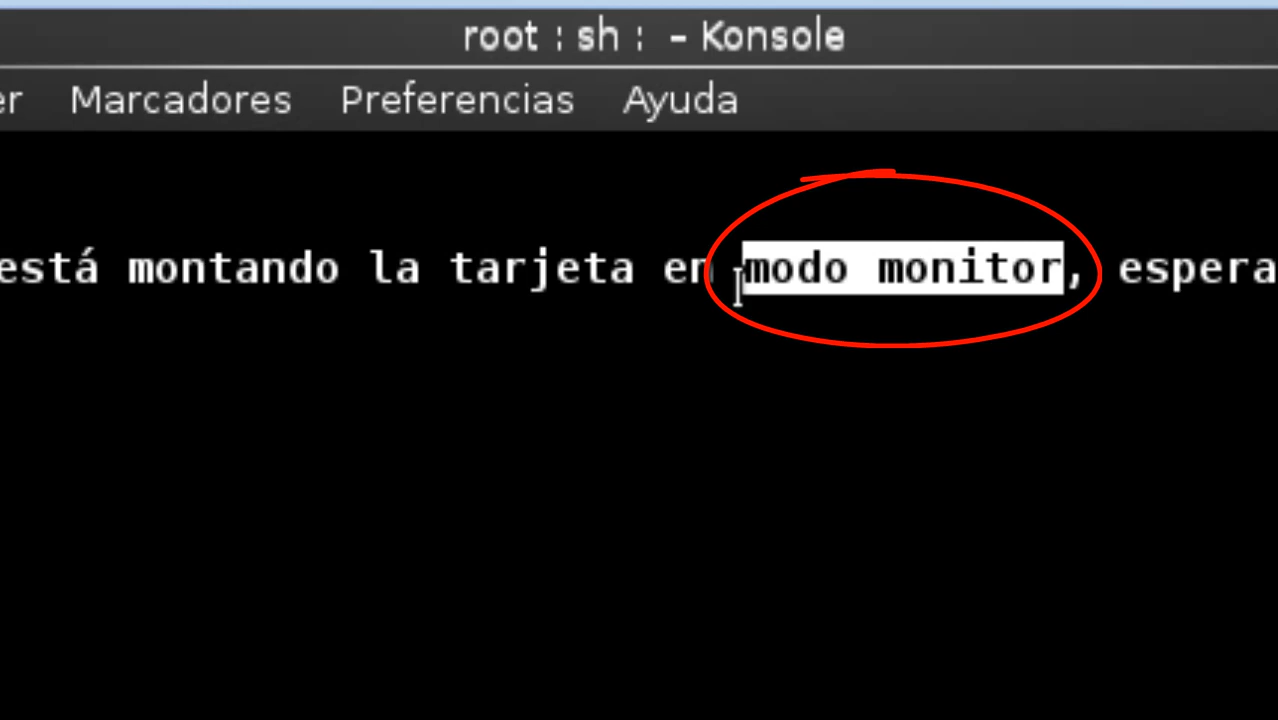 root : sh : – Konsole
er Marcadores Preferencias Ayuda
está montando la tarjeta en modo monitor, espera